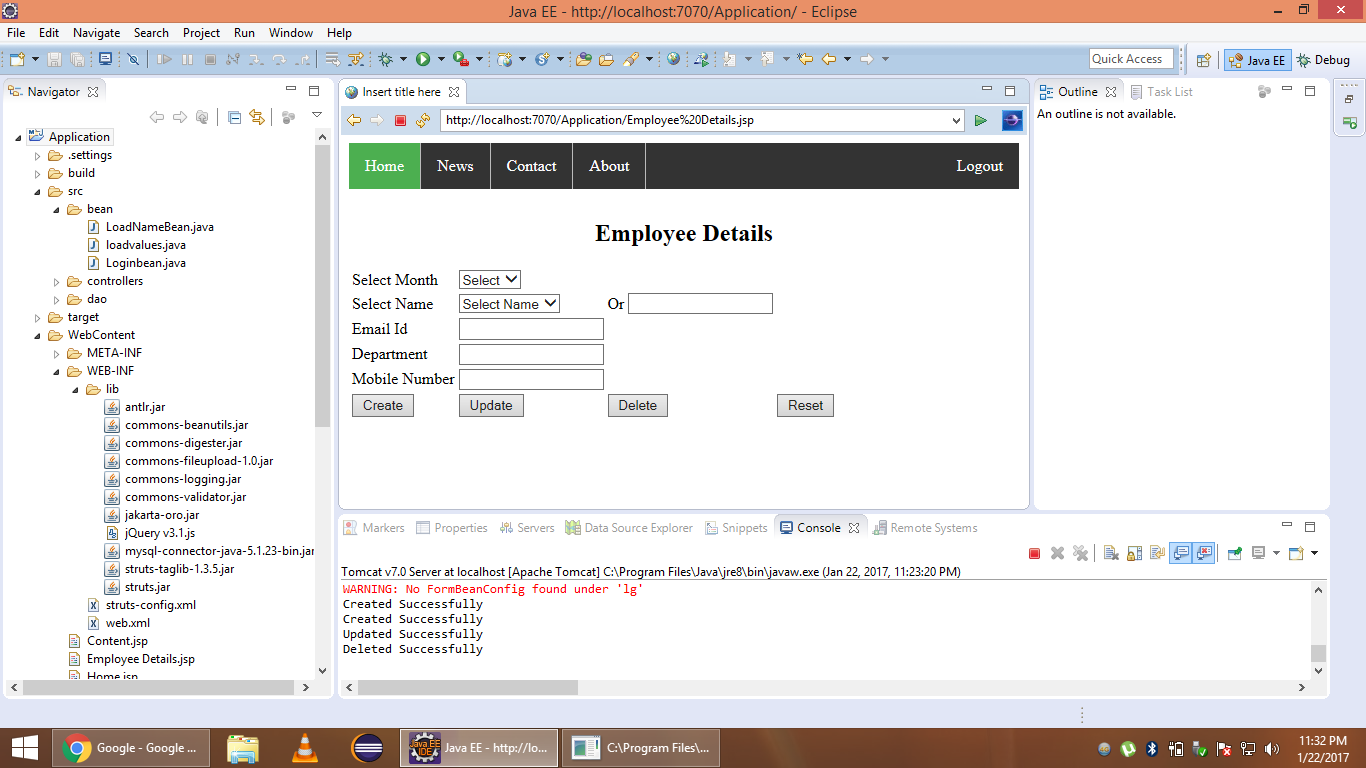 Java EE - http://localhost:7070/Application/ - Eclipse
File Edit Navigate Search Project Run Window Help
Quick Access Java EE Debug
Navigator
Application
.settings
build
src
bean
LoadNameBean.java
loadvalues.java
Loginbean.java
controllers
dao
target
WebContent
META-INF
WEB-INF
lib
antlr.jar
commons-beanutils.jar
commons-digester.jar
commons-fileupload-1.0.jar
commons-logging.jar
commons-validator.jar
jakarta-oro.jar
jQuery v3.1.js
mysql-connector-java-5.1.23-bin.jar
struts-taglib-1.3.5.jar
struts.jar
struts-config.xml
web.xml
Content.jsp
Employee Details.jsp
Home.jsp
Insert title here
http://localhost:7070/Application/Employee%20Details.jsp
Home News Contact About Logout
Employee Details
Select Month Select
Select Name Select Name Or
Email Id
Department
Mobile Number
Create Update Delete Reset
Outline Task List
An outline is not available.
Markers Properties Servers Data Source Explorer Snippets Console Remote Systems
Tomcat v7.0 Server at localhost [Apache Tomcat] C:\Program Files\Java\jre8\bin\javaw.exe (Jan 22, 2017, 11:23:20 PM)
WARNING: No FormBeanConfig found under 'lg'
Created Successfully
Created Successfully
Updated Successfully
Deleted Successfully
Google - Google ... Java EE - http://lo... C:\Program Files\...
11:32 PM
1/22/2017